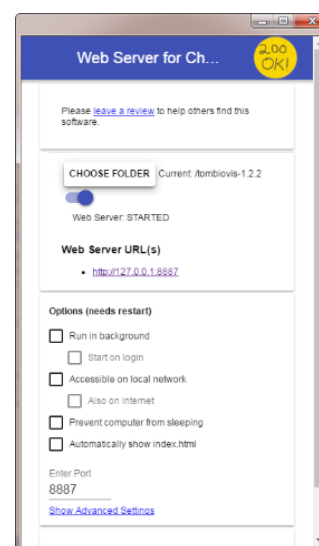 Web Server for Ch...
200
OK!
Please leave a review to help others find this
software.
CHOOSE FOLDER Current: /tombiovis-1.2.2
Web Server: STARTED
Web Server URL(s)
http://127.0.0.1:8887
Options (needs restart)
Run in background
Start on login
Accessible on local network
Also on internet
Prevent computer from sleeping
Automatically show index.html
Enter Port
8887
Show Advanced Settings